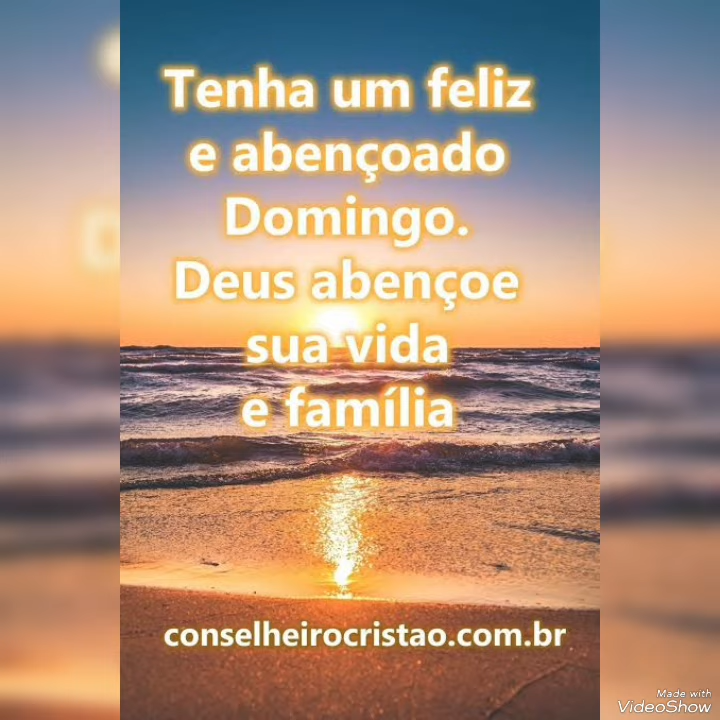 Tenha um feliz
e abençoado
Domingo.
Deus abençoe
sua vida
e família
conselheirocristao.com.br
Made with
VideoShow